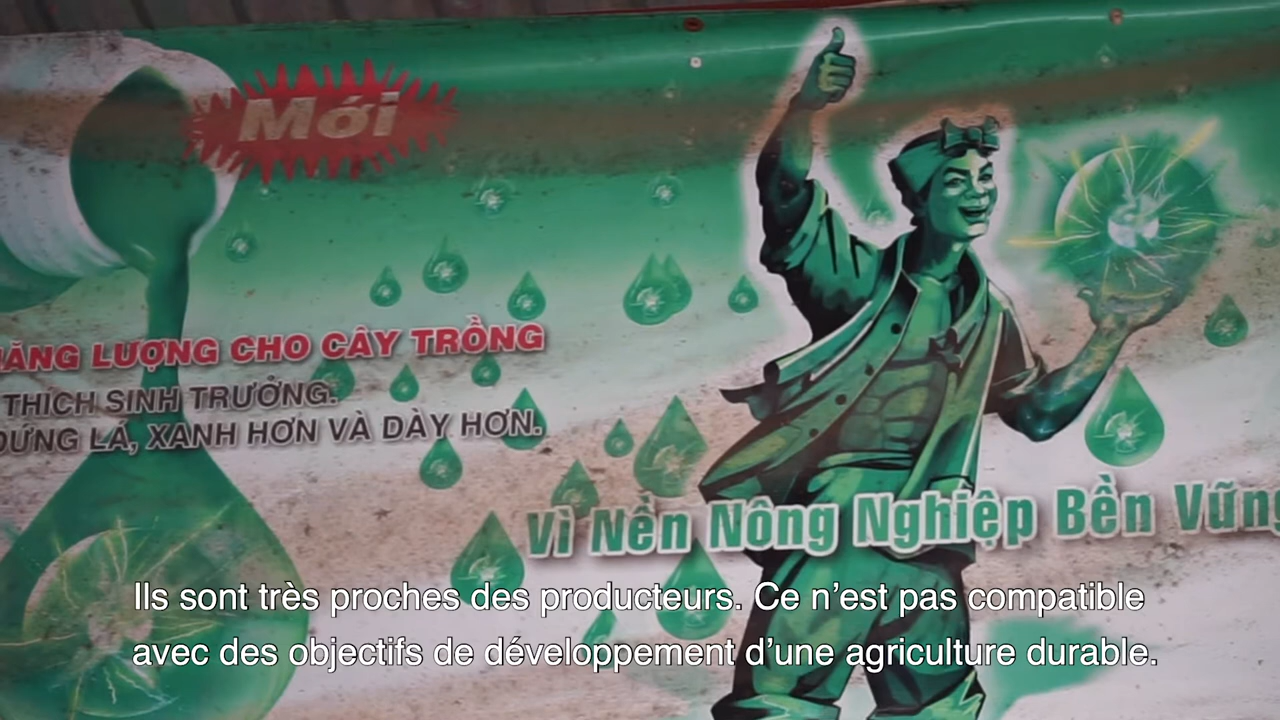 Mới
ĂNG LƯỢNG CHO CÂY TRỒNG
THÍCH SINH TRƯỞNG.
ĐỨNG LÁ, XANH HƠN VÀ DÀY HƠN.
Vì Nền Nông Nghiệp Bền Vững
Ils sont très proches des producteurs. Ce n’est pas compatible
avec des objectifs de développement d’une agriculture durable.